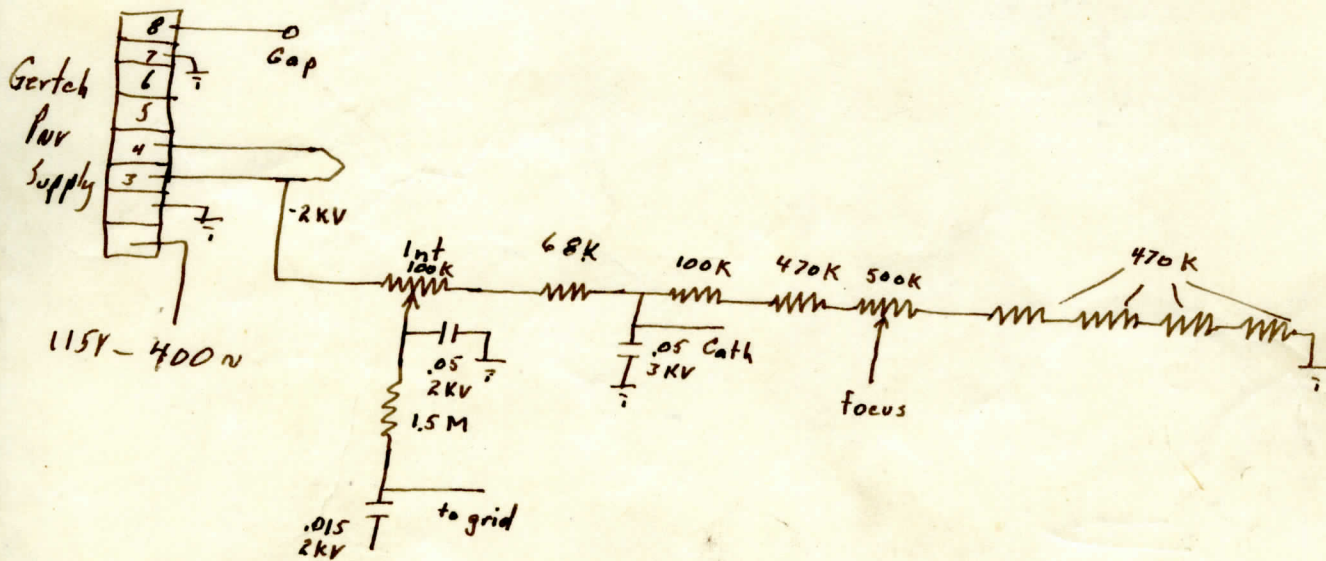 8
7
6
5
4
3
Gap
Gertch
Pwr
Supply
-2KV
115V - 400~
Int
100K
68K
100K
470K
500K
470K
.05
2KV
.05
3KV
Cath
focus
1.5M
to grid
.015
2KV